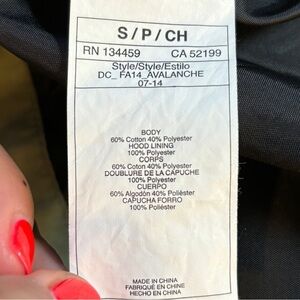 S / P / CH
RN 134459 CA 52199
Style/Style/Estilo
DC_ FA14_AVALANCHE
07-14
BODY
60% Cotton 40% Polyester
HOOD LINING
100% Polyester
CORPS
60% Coton 40% Polyester
DOUBLURE DE LA CAPUCHE
100% Polyester
CUERPO
60% Algodón 40% Poliéster
CAPUCHA FORRO
100% Poliéster
MADE IN CHINA
FABRIQUÉ EN CHINE
HECHO EN CHINA